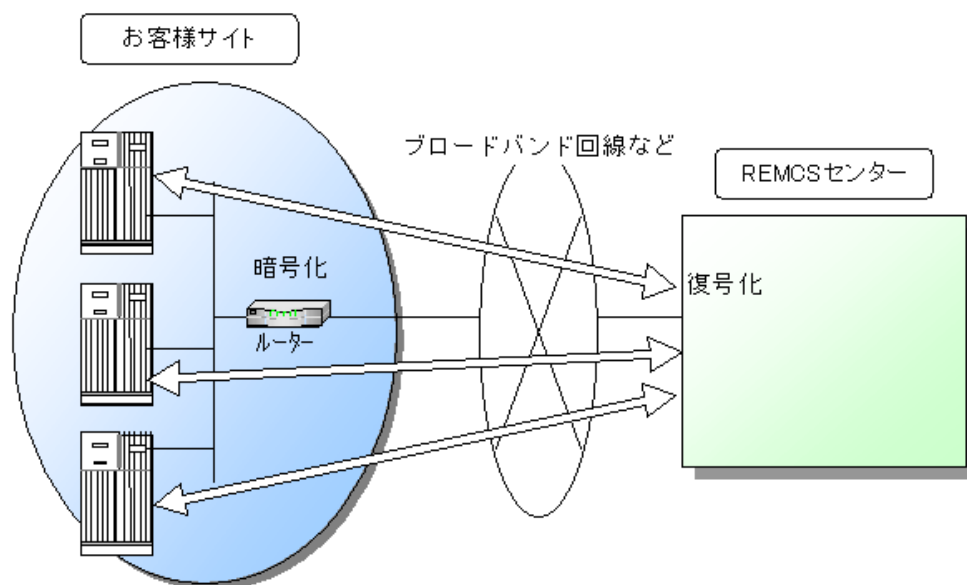 お客様サイト
ブロードバンド回線など
REMCSセンター
暗号化
復号化
ルーター